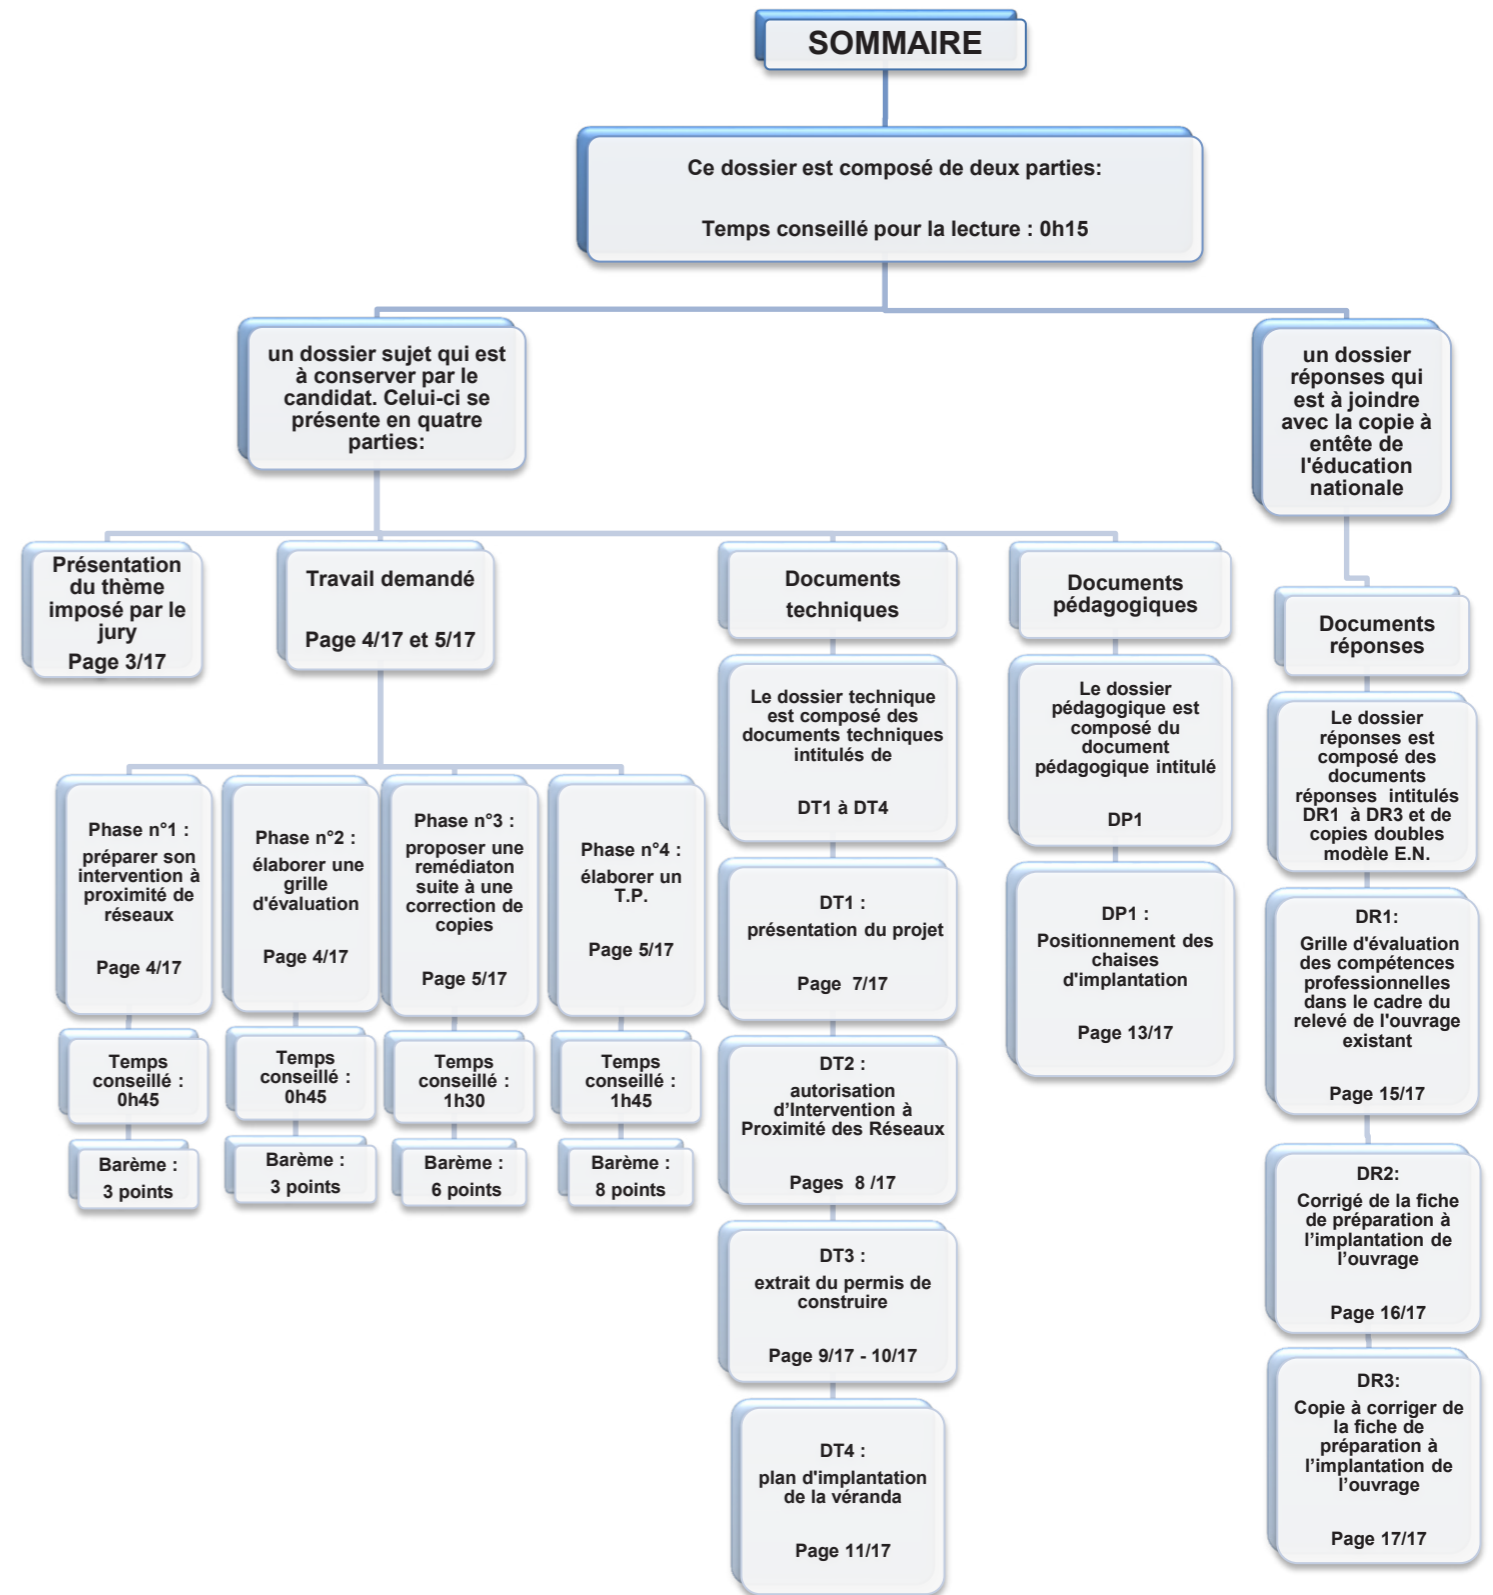 SOMMAIRE
Ce dossier est composé de deux parties:
Temps conseillé pour la lecture : 0h15
un dossier sujet qui est
à conserver par le
candidat. Celui-ci se
présente en quatre
parties:
un dossier
réponses qui
est à joindre
avec la copie à
entête de
l'éducation
nationale
Présentation
du thème
imposé par le
jury
Page 3/17
Travail demandé
Page 4/17 et 5/17
Documents
techniques
Documents
pédagogiques
Documents
réponses
Phase n°1 :
préparer son
intervention à
proximité de
réseaux
Page 4/17
Temps
conseillé :
0h45
Barème :
3 points
Phase n°2 :
élaborer une
grille
d'évaluation
Page 4/17
Temps
conseillé :
0h45
Barème :
3 points
Phase n°3 :
proposer une
remédiaton
suite à une
correction de
copies
Page 5/17
Temps
conseillé :
1h30
Barème :
6 points
Phase n°4 :
élaborer un
T.P.
Page 5/17
Temps
conseillé :
1h45
Barème :
8 points
Le dossier technique
est composé des
documents techniques
intitulés de
DT1 à DT4
DT1 :
présentation du projet
Page 7/17
DT2 :
autorisation
d’Intervention à
Proximité des Réseaux
Pages 8 /17
DT3 :
extrait du permis de
construire
Page 9/17 - 10/17
DT4 :
plan d'implantation
de la véranda
Page 11/17
Le dossier
pédagogique est
composé du
document
pédagogique intitulé
DP1
DP1 :
Positionnement des
chaises
d'implantation
Page 13/17
Le dossier
réponses est
composé des
documents
réponses intitulés
DR1 à DR3 et de
copies doubles
modèle E.N.
DR1:
Grille d'évaluation
des compétences
professionnelles
dans le cadre du
relevé de l'ouvrage
existant
Page 15/17
DR2:
Corrigé de la fiche
de préparation à
l’implantation de
l’ouvrage
Page 16/17
DR3:
Copie à corriger de
la fiche de
préparation à
l’implantation de
l’ouvrage
Page 17/17